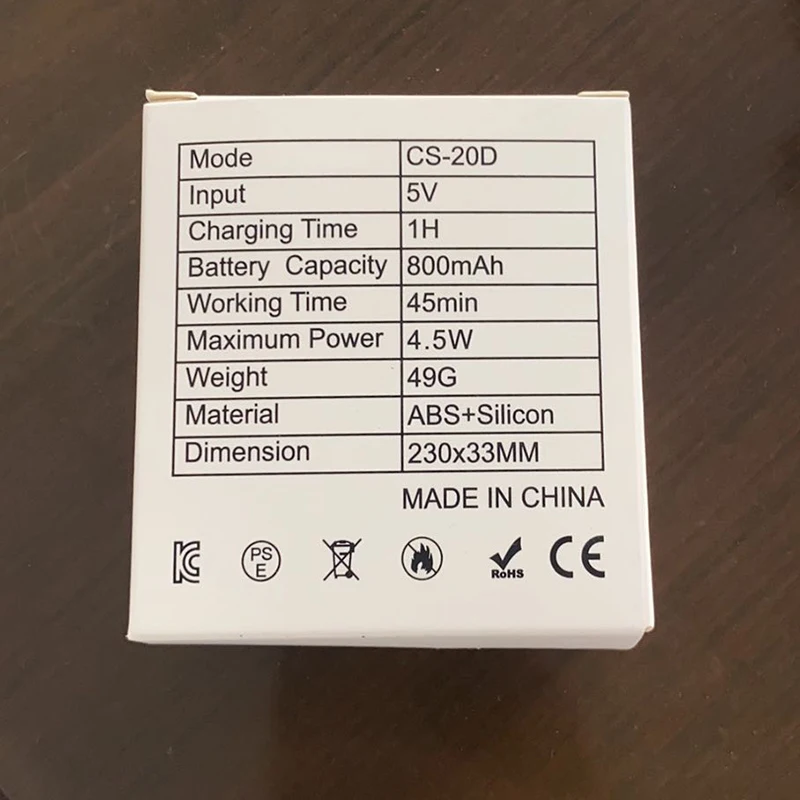 Mode CS-20D
Input 5V
Charging Time 1H
Battery Capacity 800mAh
Working Time 45min
Maximum Power 4.5W
Weight 49G
Material ABS+Silicon
Dimension 230x33MM
MADE IN CHINA
KC PS E RoHS CE